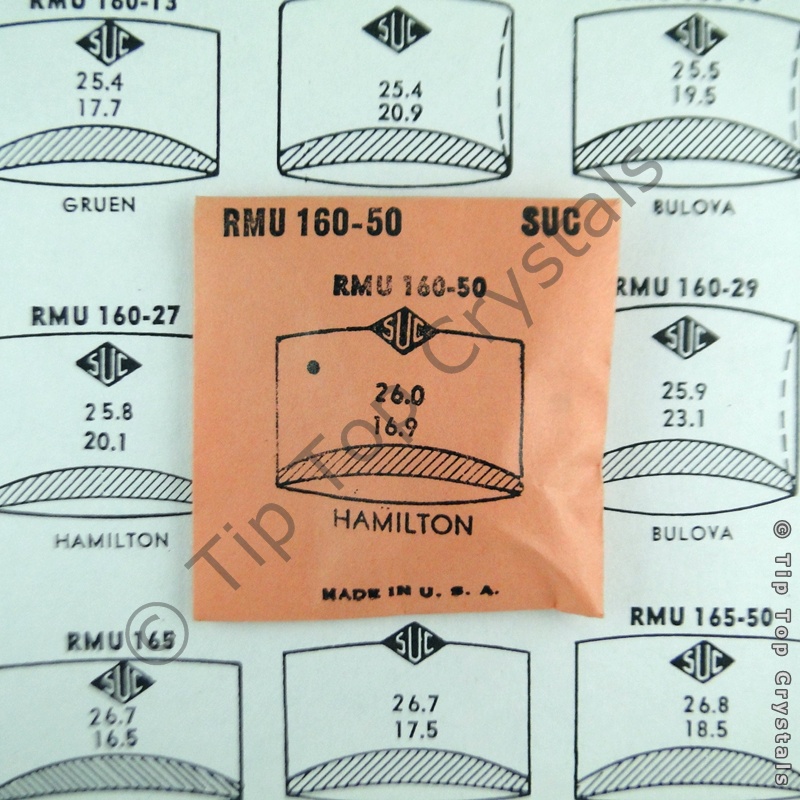 RMU 160-13
SUC
25.4
17.7
GRUEN
SUC
25.4
20.9
SUC
25.5
19.5
BULOVA
RMU 160-50 SUC
RMU 160-50
SUC
26.0
16.9
HAMILTON
MADE IN U. S. A.
RMU 160-27
SUC
25.8
20.1
HAMILTON
RMU 160-29
SUC
25.9
23.1
BULOVA
RMU 165
SUC
26.7
16.5
SUC
26.7
17.5
RMU 165-50
SUC
26.8
18.5
© Tip Top Crystals
© Tip Top Crystals